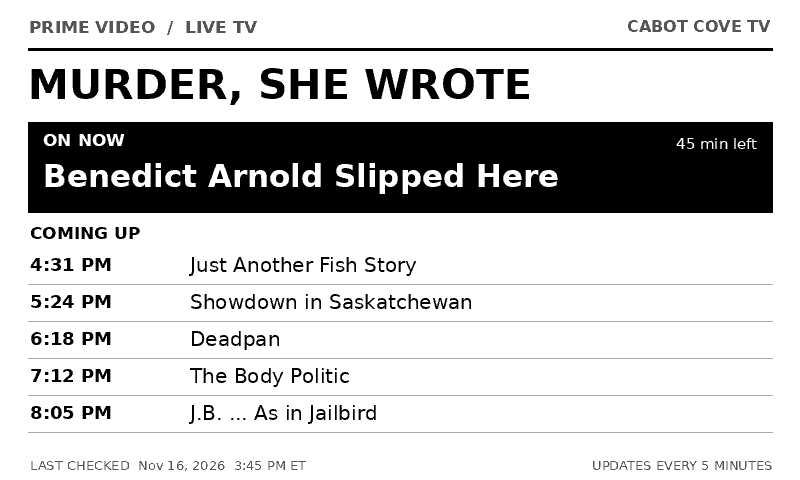 PRIME VIDEO / LIVE TV
CABOT COVE TV
MURDER, SHE WROTE
ON NOW
45 min left
Benedict Arnold Slipped Here
COMING UP
4:31 PM Just Another Fish Story
5:24 PM Showdown in Saskatchewan
6:18 PM Deadpan
7:12 PM The Body Politic
8:05 PM J.B. ... As in Jailbird
LAST CHECKED Nov 16, 2026 3:45 PM ET
UPDATES EVERY 5 MINUTES